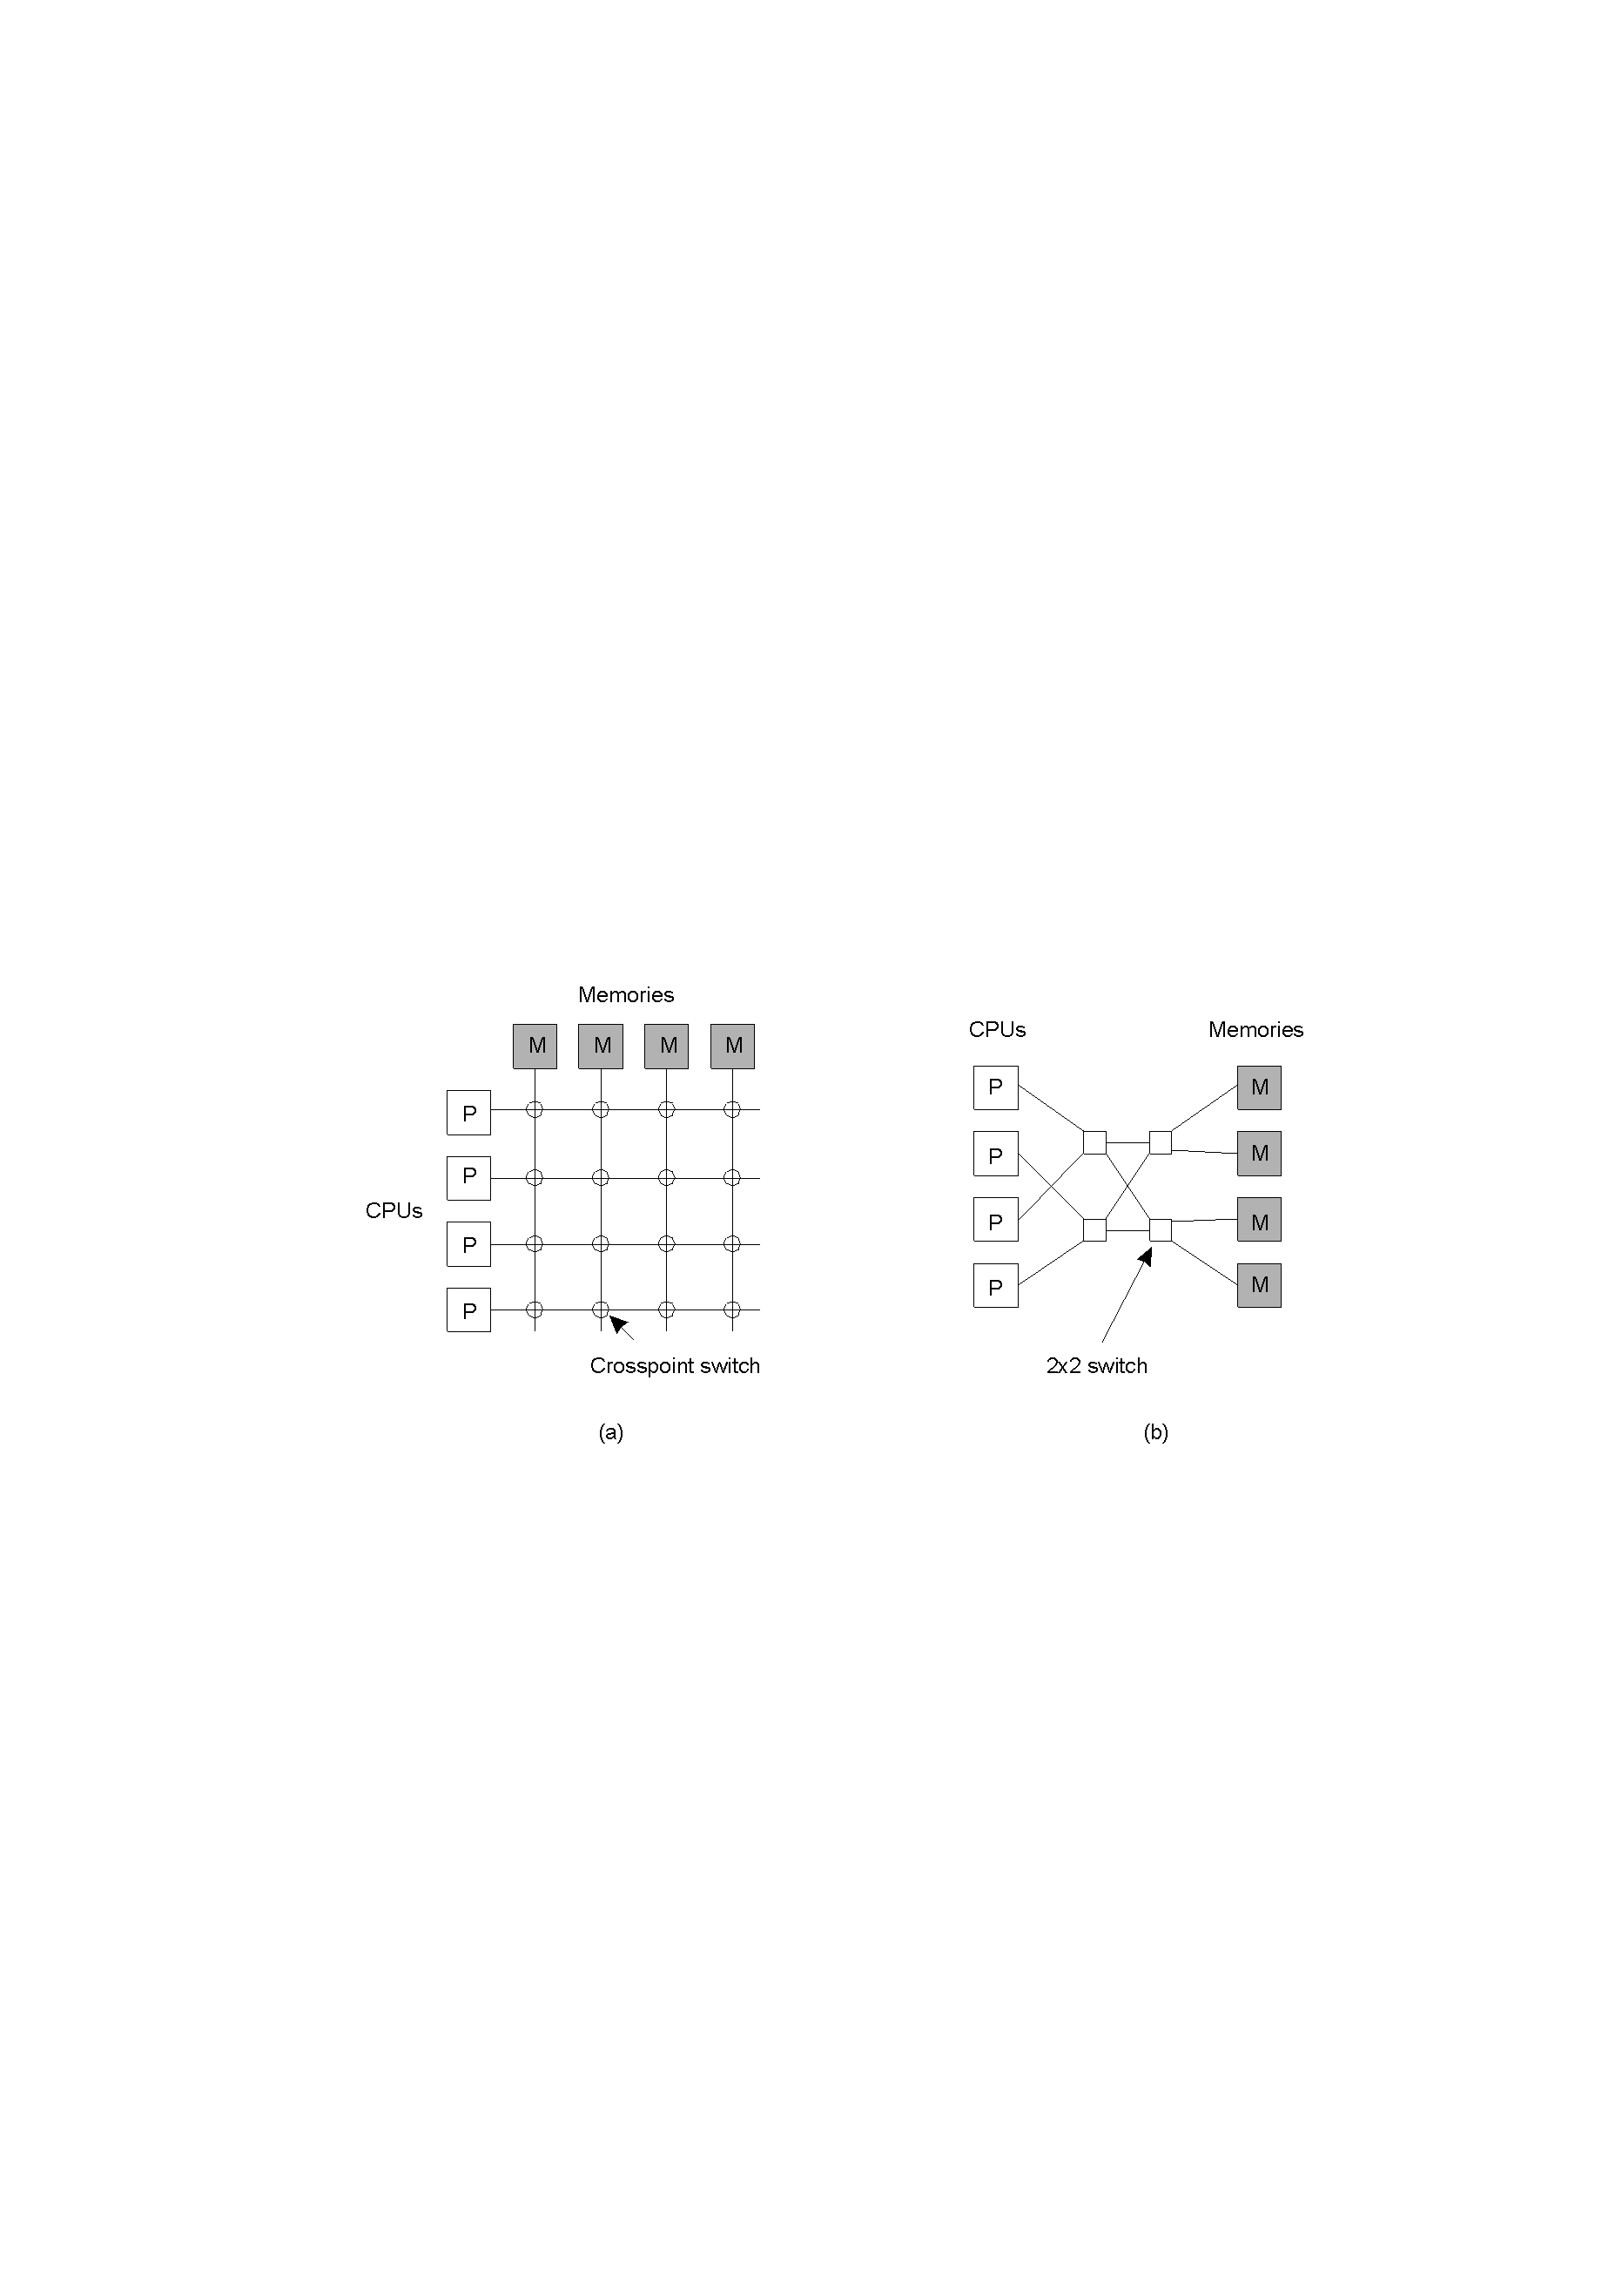 Memories
M M M M
P
P
CPUs
P
P
Crosspoint switch
(a)
CPUs Memories
P M
P M
P M
P M
2x2 switch
(b)